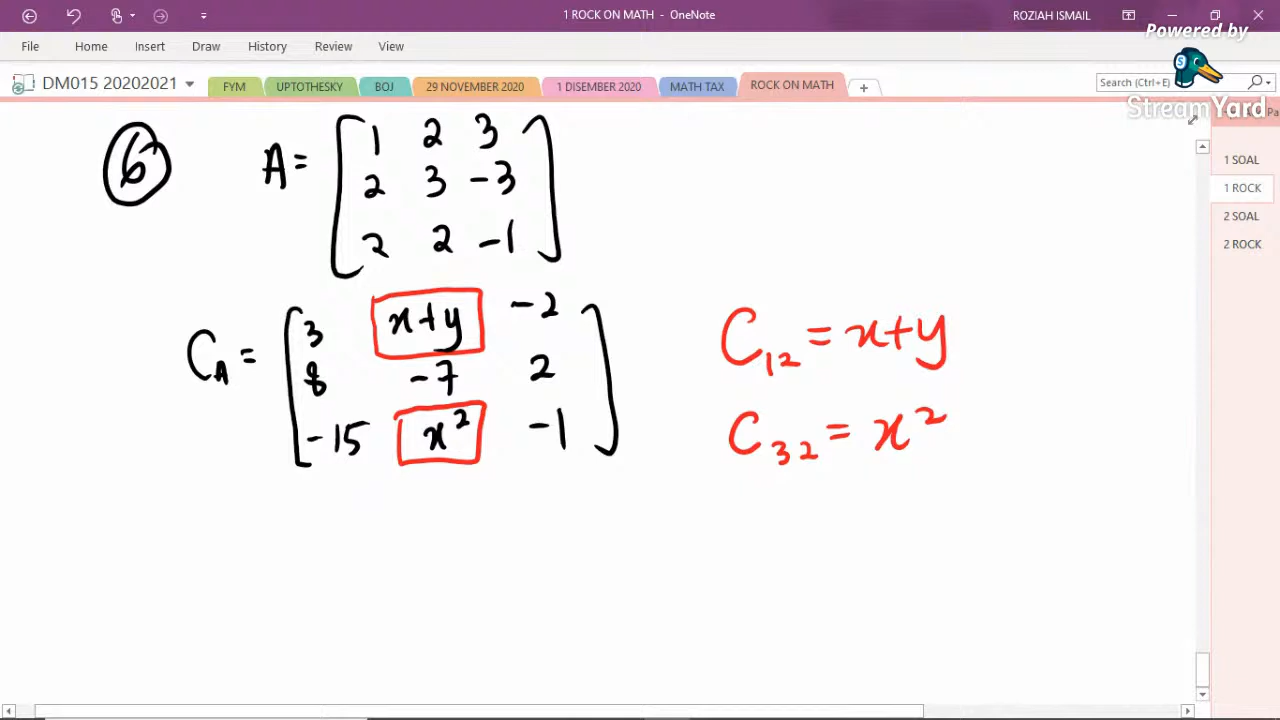 1 ROCK ON MATH - OneNote
ROZIAH ISMAIL
Powered by
File Home Insert Draw History Review View
DM015 20202021
FYM UPTOTHESKY BOJ 29 NOVEMBER 2020 1 DISEMBER 2020 MATH TAX ROCK ON MATH +
Search (Ctrl+E)
StreamYard
Pa
1 SOAL
1 ROCK
2 SOAL
2 ROCK
6
A= [1 2 3
2 3 -3
2 2 -1]
C_A = [3 x+y -2
8 -7 2
-15 x² -1]
C₁₂ = x+y
C₃₂ = x²